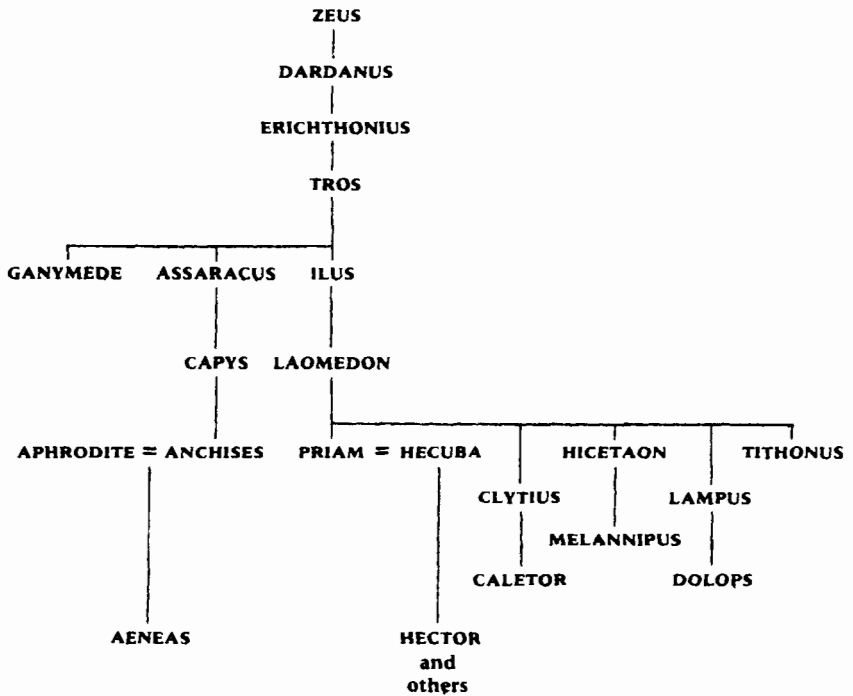 ZEUS
DARDANUS
ERICHTHONIUS
TROS
GANYMEDE ASSARACUS ILUS
CAPYS LAOMEDON
APHRODITE = ANCHISES PRIAM = HECUBA HICETAON TITHONUS
CLYTIUS LAMPUS
MELANNIPUS
CALETOR DOLOPS
AENEAS HECTOR
and
others